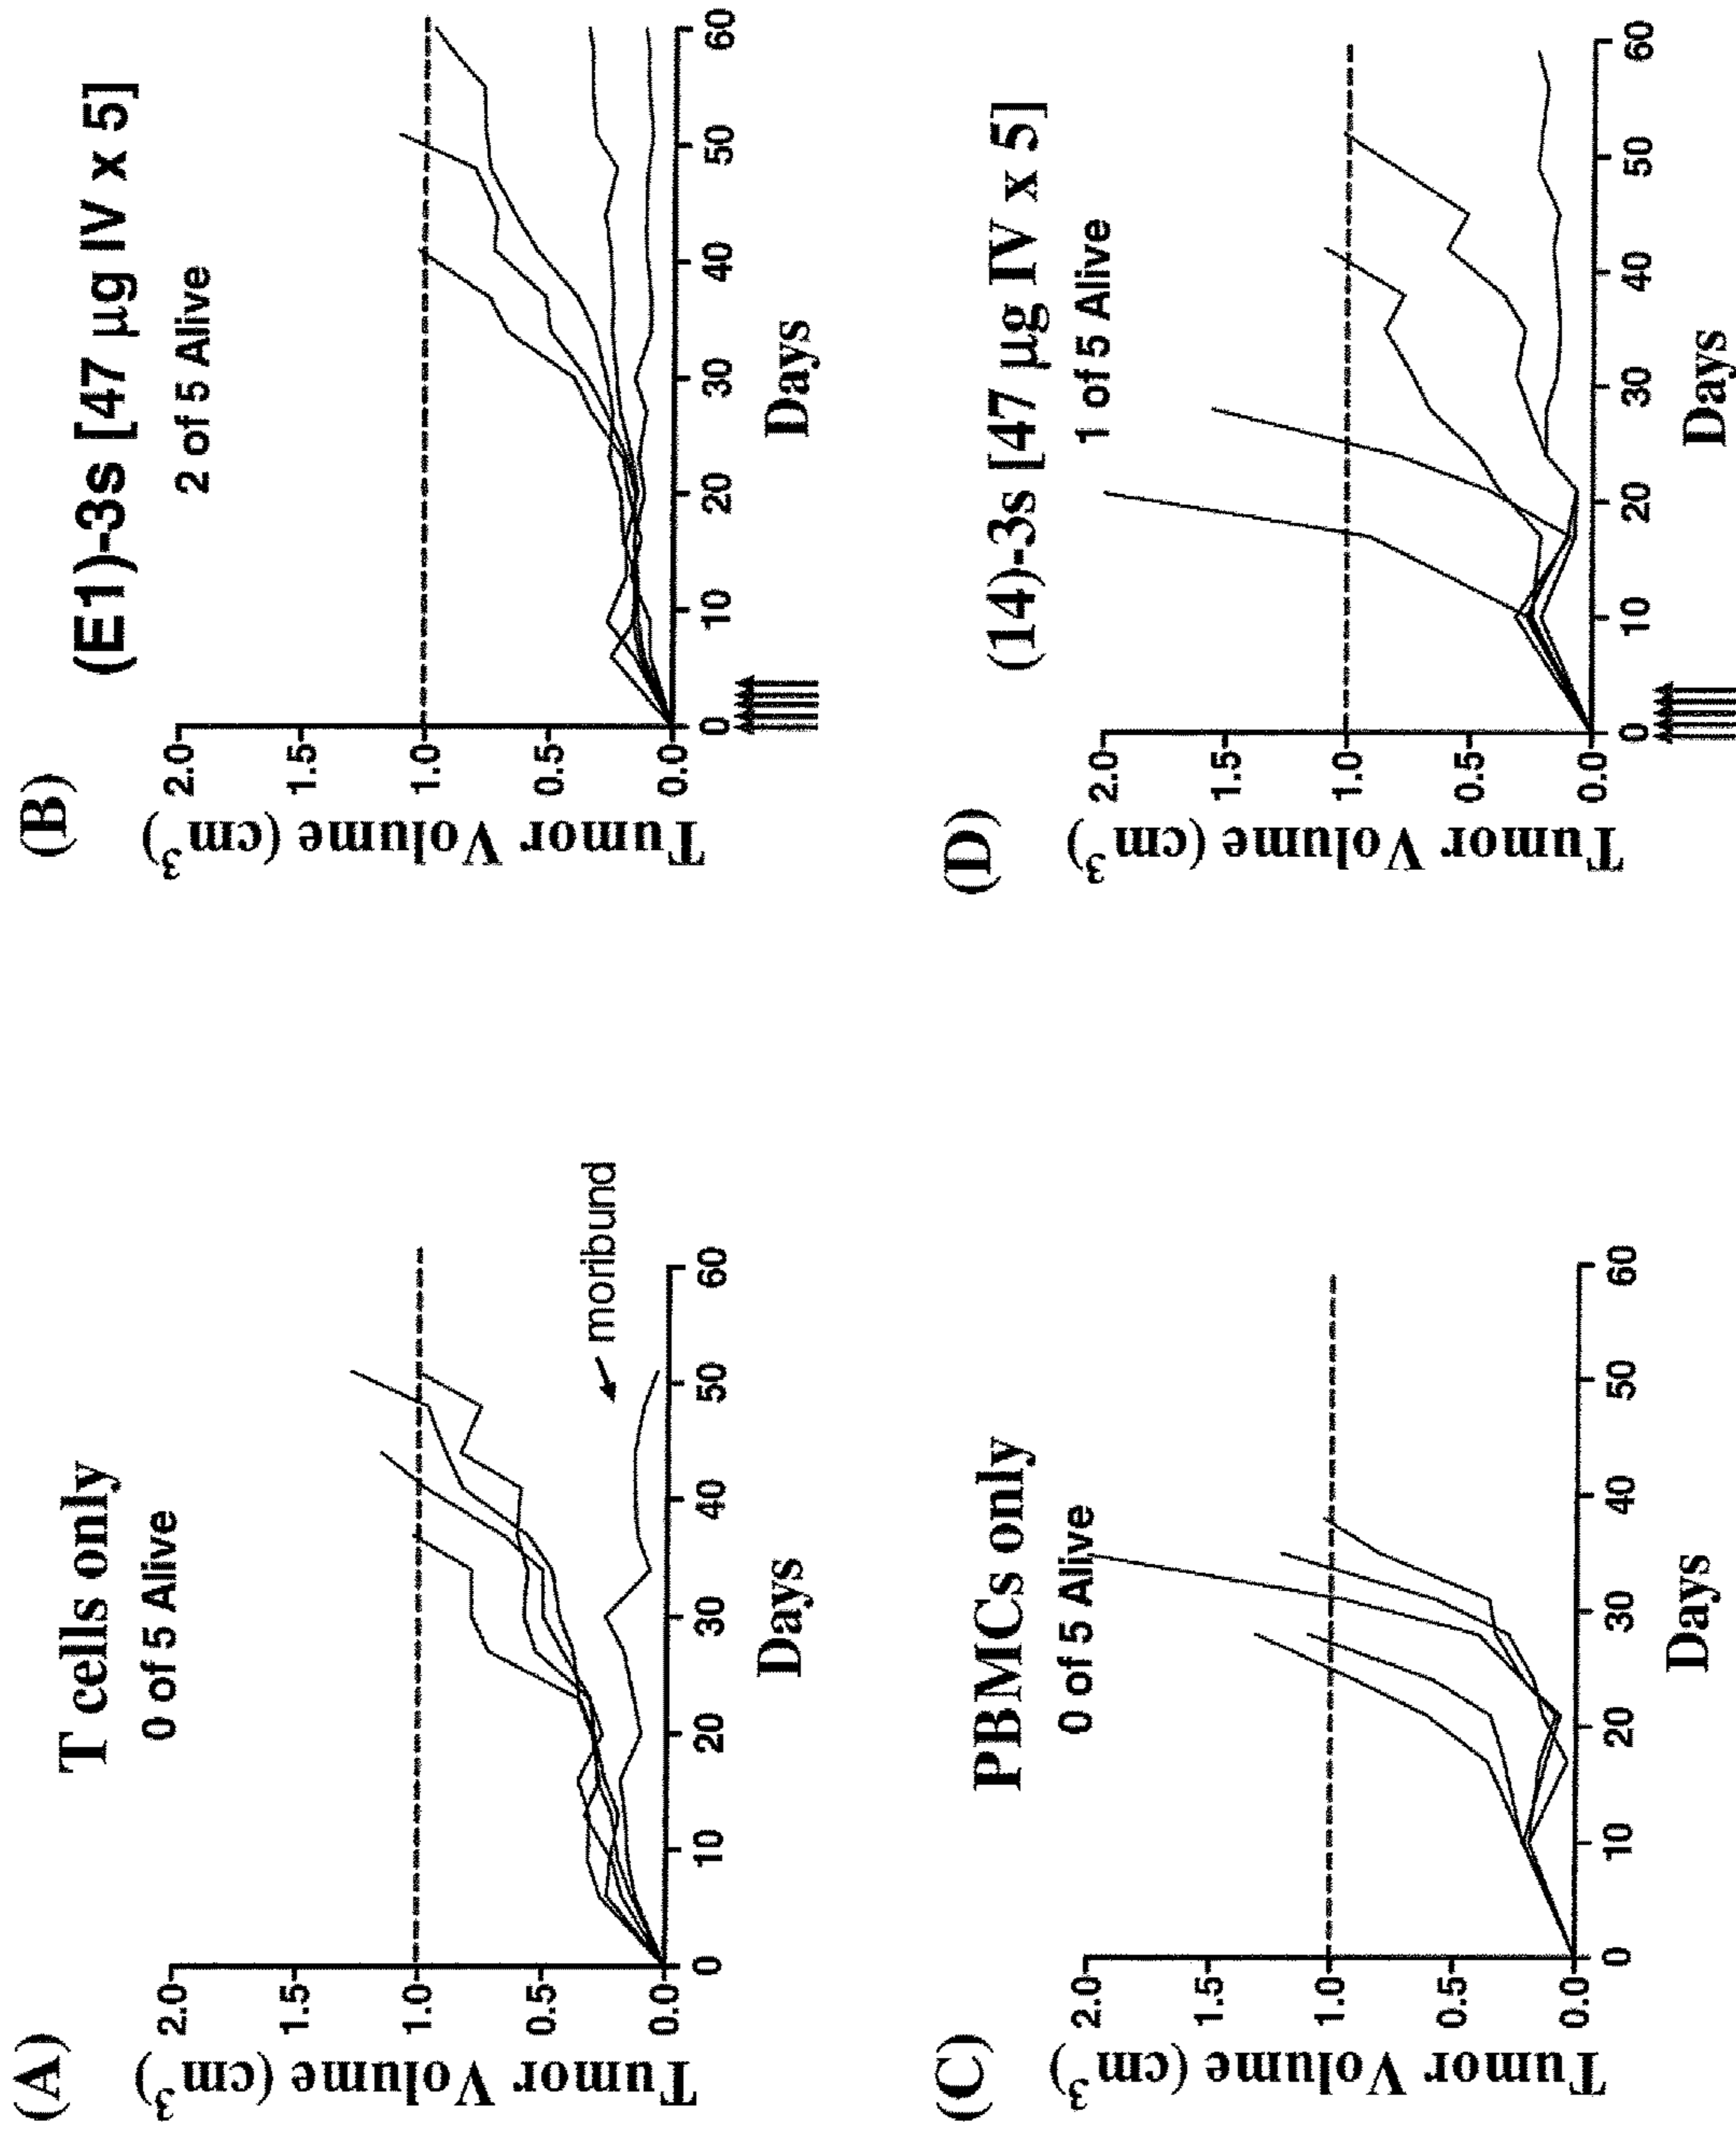 (A)
T cells only
0 of 5 Alive
Tumor Volume (cm³)
2.0
1.5
1.0
0.5
0.0
moribund
0 10 20 30 40 50 60
Days
(B)
(E1)-3s [47 µg IV x 5]
2 of 5 Alive
Tumor Volume (cm³)
2.0
1.5
1.0
0.5
0.0
0 10 20 30 40 50 60
Days
(C)
PBMCs only
0 of 5 Alive
Tumor Volume (cm³)
2.0
1.5
1.0
0.5
0.0
0 10 20 30 40 50 60
Days
(D)
(14)-3s [47 µg IV x 5]
1 of 5 Alive
Tumor Volume (cm³)
2.0
1.5
1.0
0.5
0.0
0 10 20 30 40 50 60
Days